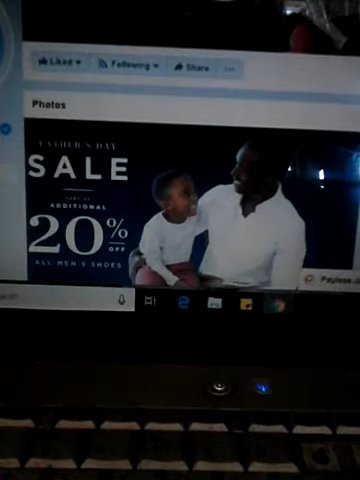 Liked Following Share ...
Photos
FATHER'S DAY
SALE
ADDITIONAL
20% OFF
ALL MEN'S SHOES
Payless